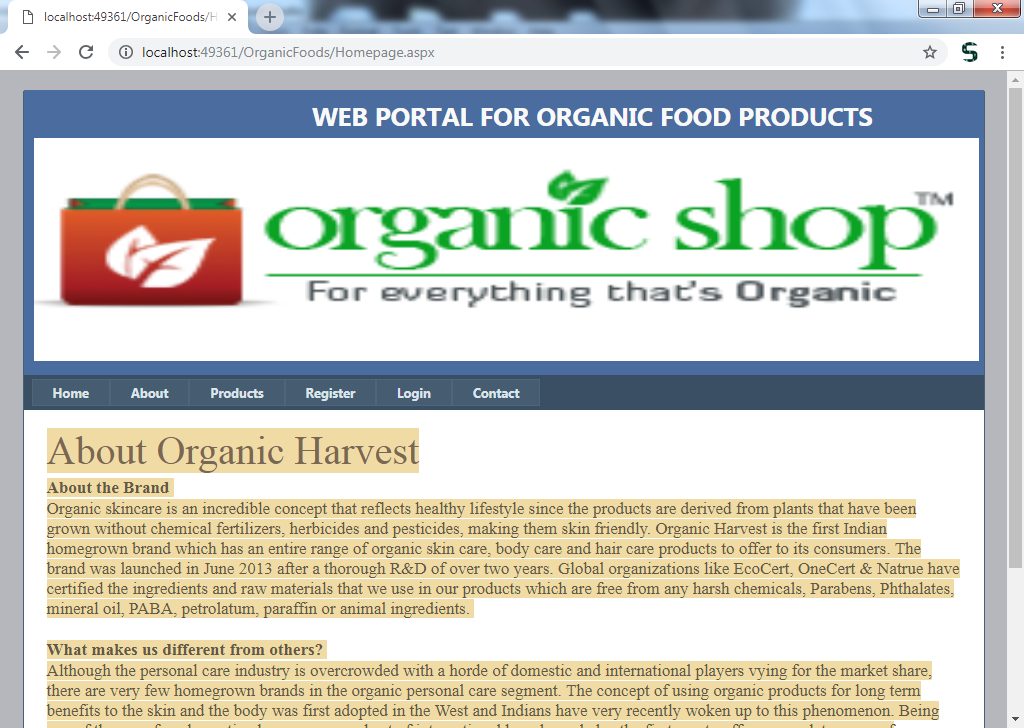 localhost:49361/OrganicFoods/H
localhost:49361/OrganicFoods/Homepage.aspx
WEB PORTAL FOR ORGANIC FOOD PRODUCTS
organic shop™
For everything that's Organic
Home About Products Register Login Contact
About Organic Harvest
About the Brand
Organic skincare is an incredible concept that reflects healthy lifestyle since the products are derived from plants that have been
grown without chemical fertilizers, herbicides and pesticides, making them skin friendly. Organic Harvest is the first Indian
homegrown brand which has an entire range of organic skin care, body care and hair care products to offer to its consumers. The
brand was launched in June 2013 after a thorough R&D of over two years. Global organizations like EcoCert, OneCert & Natrue have
certified the ingredients and raw materials that we use in our products which are free from any harsh chemicals, Parabens, Phthalates,
mineral oil, PABA, petrolatum, paraffin or animal ingredients.
What makes us different from others?
Although the personal care industry is overcrowded with a horde of domestic and international players vying for the market share,
there are very few homegrown brands in the organic personal care segment. The concept of using organic products for long term
benefits to the skin and the body was first adopted in the West and Indians have very recently woken up to this phenomenon. Being